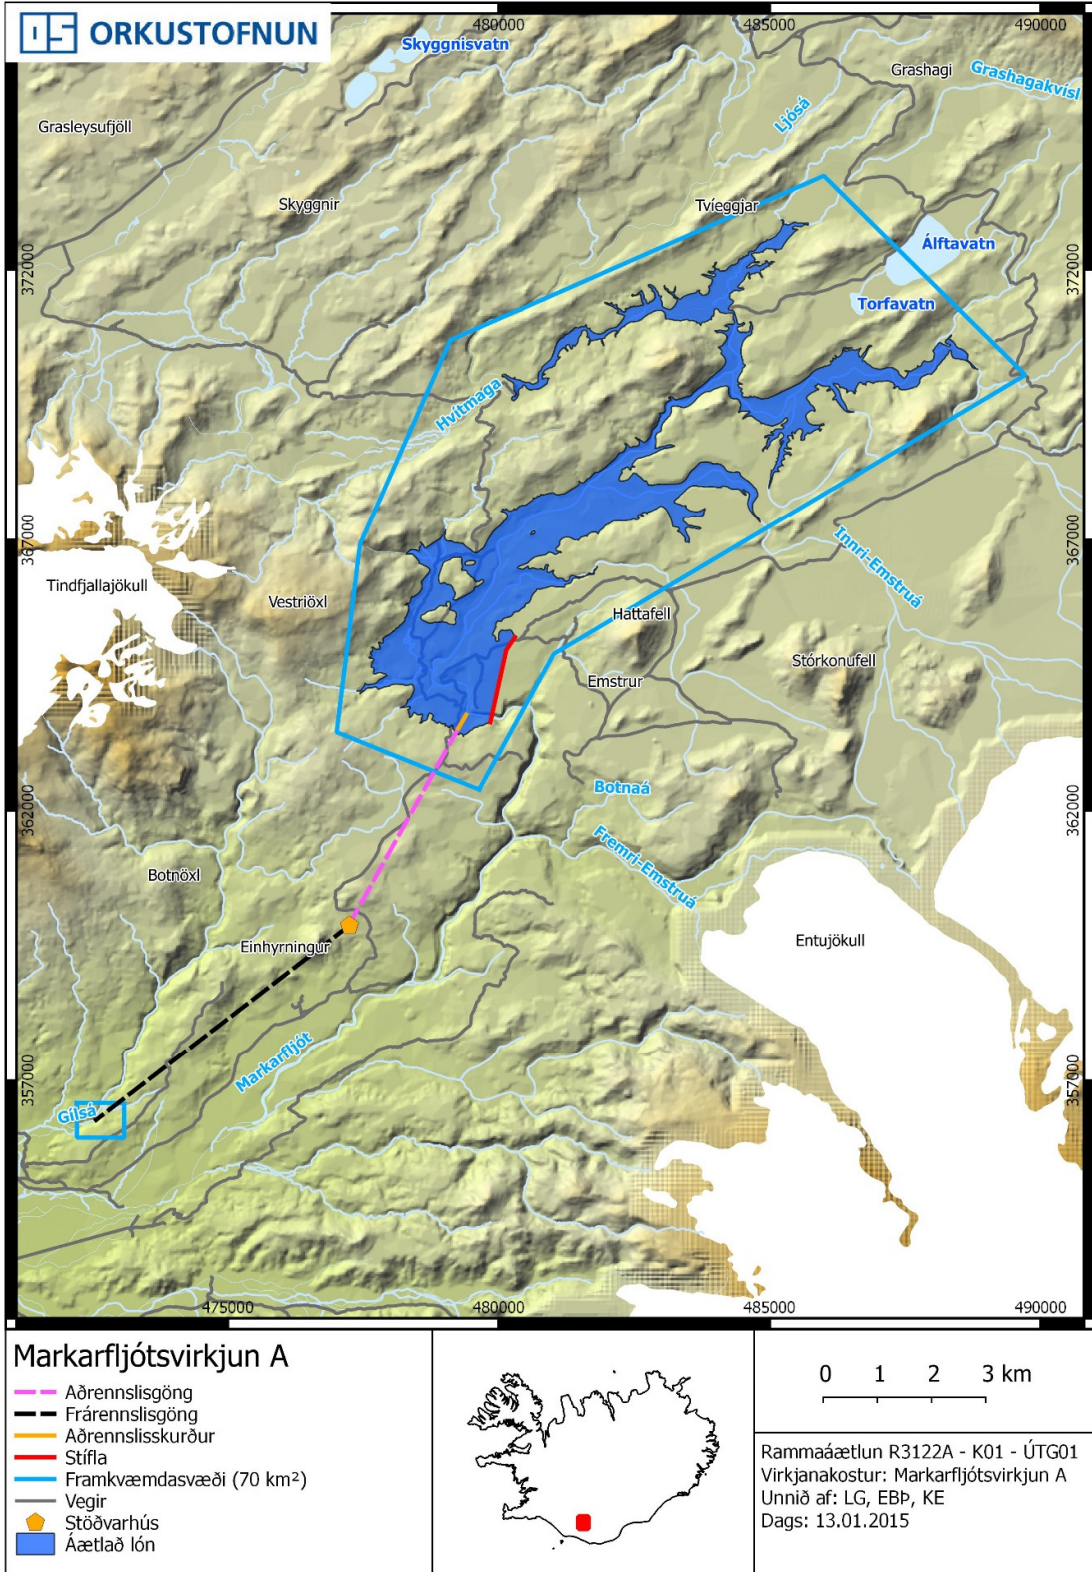 OS ORKUSTOFNUN
480000
485000
490000
Skyggnisvatn
Grashagi
Grashagakvísl
Grasleysufjöll
Ljósá
Skyggnir
Tvíeggjar
Álftavatn
372000
372000
Torfavatn
Hvítmaga
367000
367000
Innri-Emstruá
Tindfjallajökull
Vestriöxl
Hattafell
Stórkonufell
Emstrur
Botnaá
362000
362000
Fremri-Emstruá
Botnöxl
Einhyrningur
Entujökull
Markarfljót
357000
357000
Gilsá
475000
480000
485000
490000
Markarfljótsvirkjun A
Aðrennslisgöng
Frárennslisgöng
Aðrennslisskurður
Stífla
Framkvæmdasvæði (70 km²)
Vegir
Stöðvarhús
Áætlað lón
0 1 2 3 km
Rammaáætlun R3122A - K01 - ÚTG01
Virkjanakostur: Markarfljótsvirkjun A
Unnið af: LG, EBÞ, KE
Dags: 13.01.2015